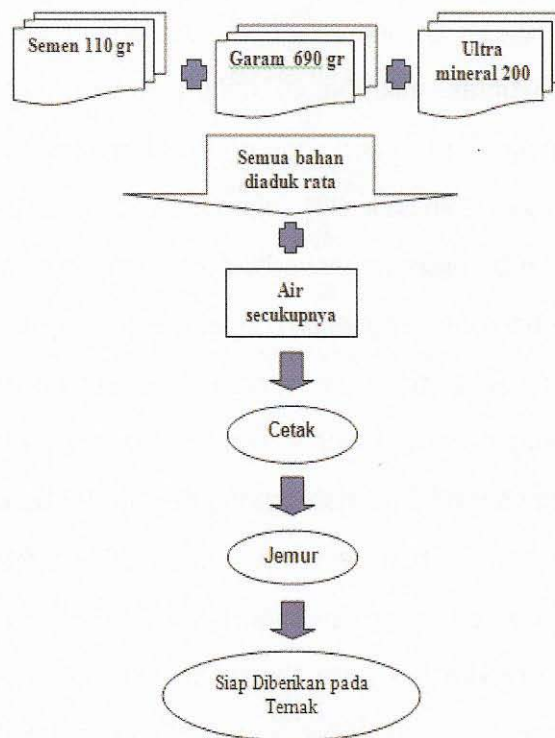 Semen 110 gr
Garam 690 gr
Ultra
mineral 200
Semua bahan
diaduk rata
Air
secukupnya
Cetak
Jemur
Siap Diberikan pada
Ternak